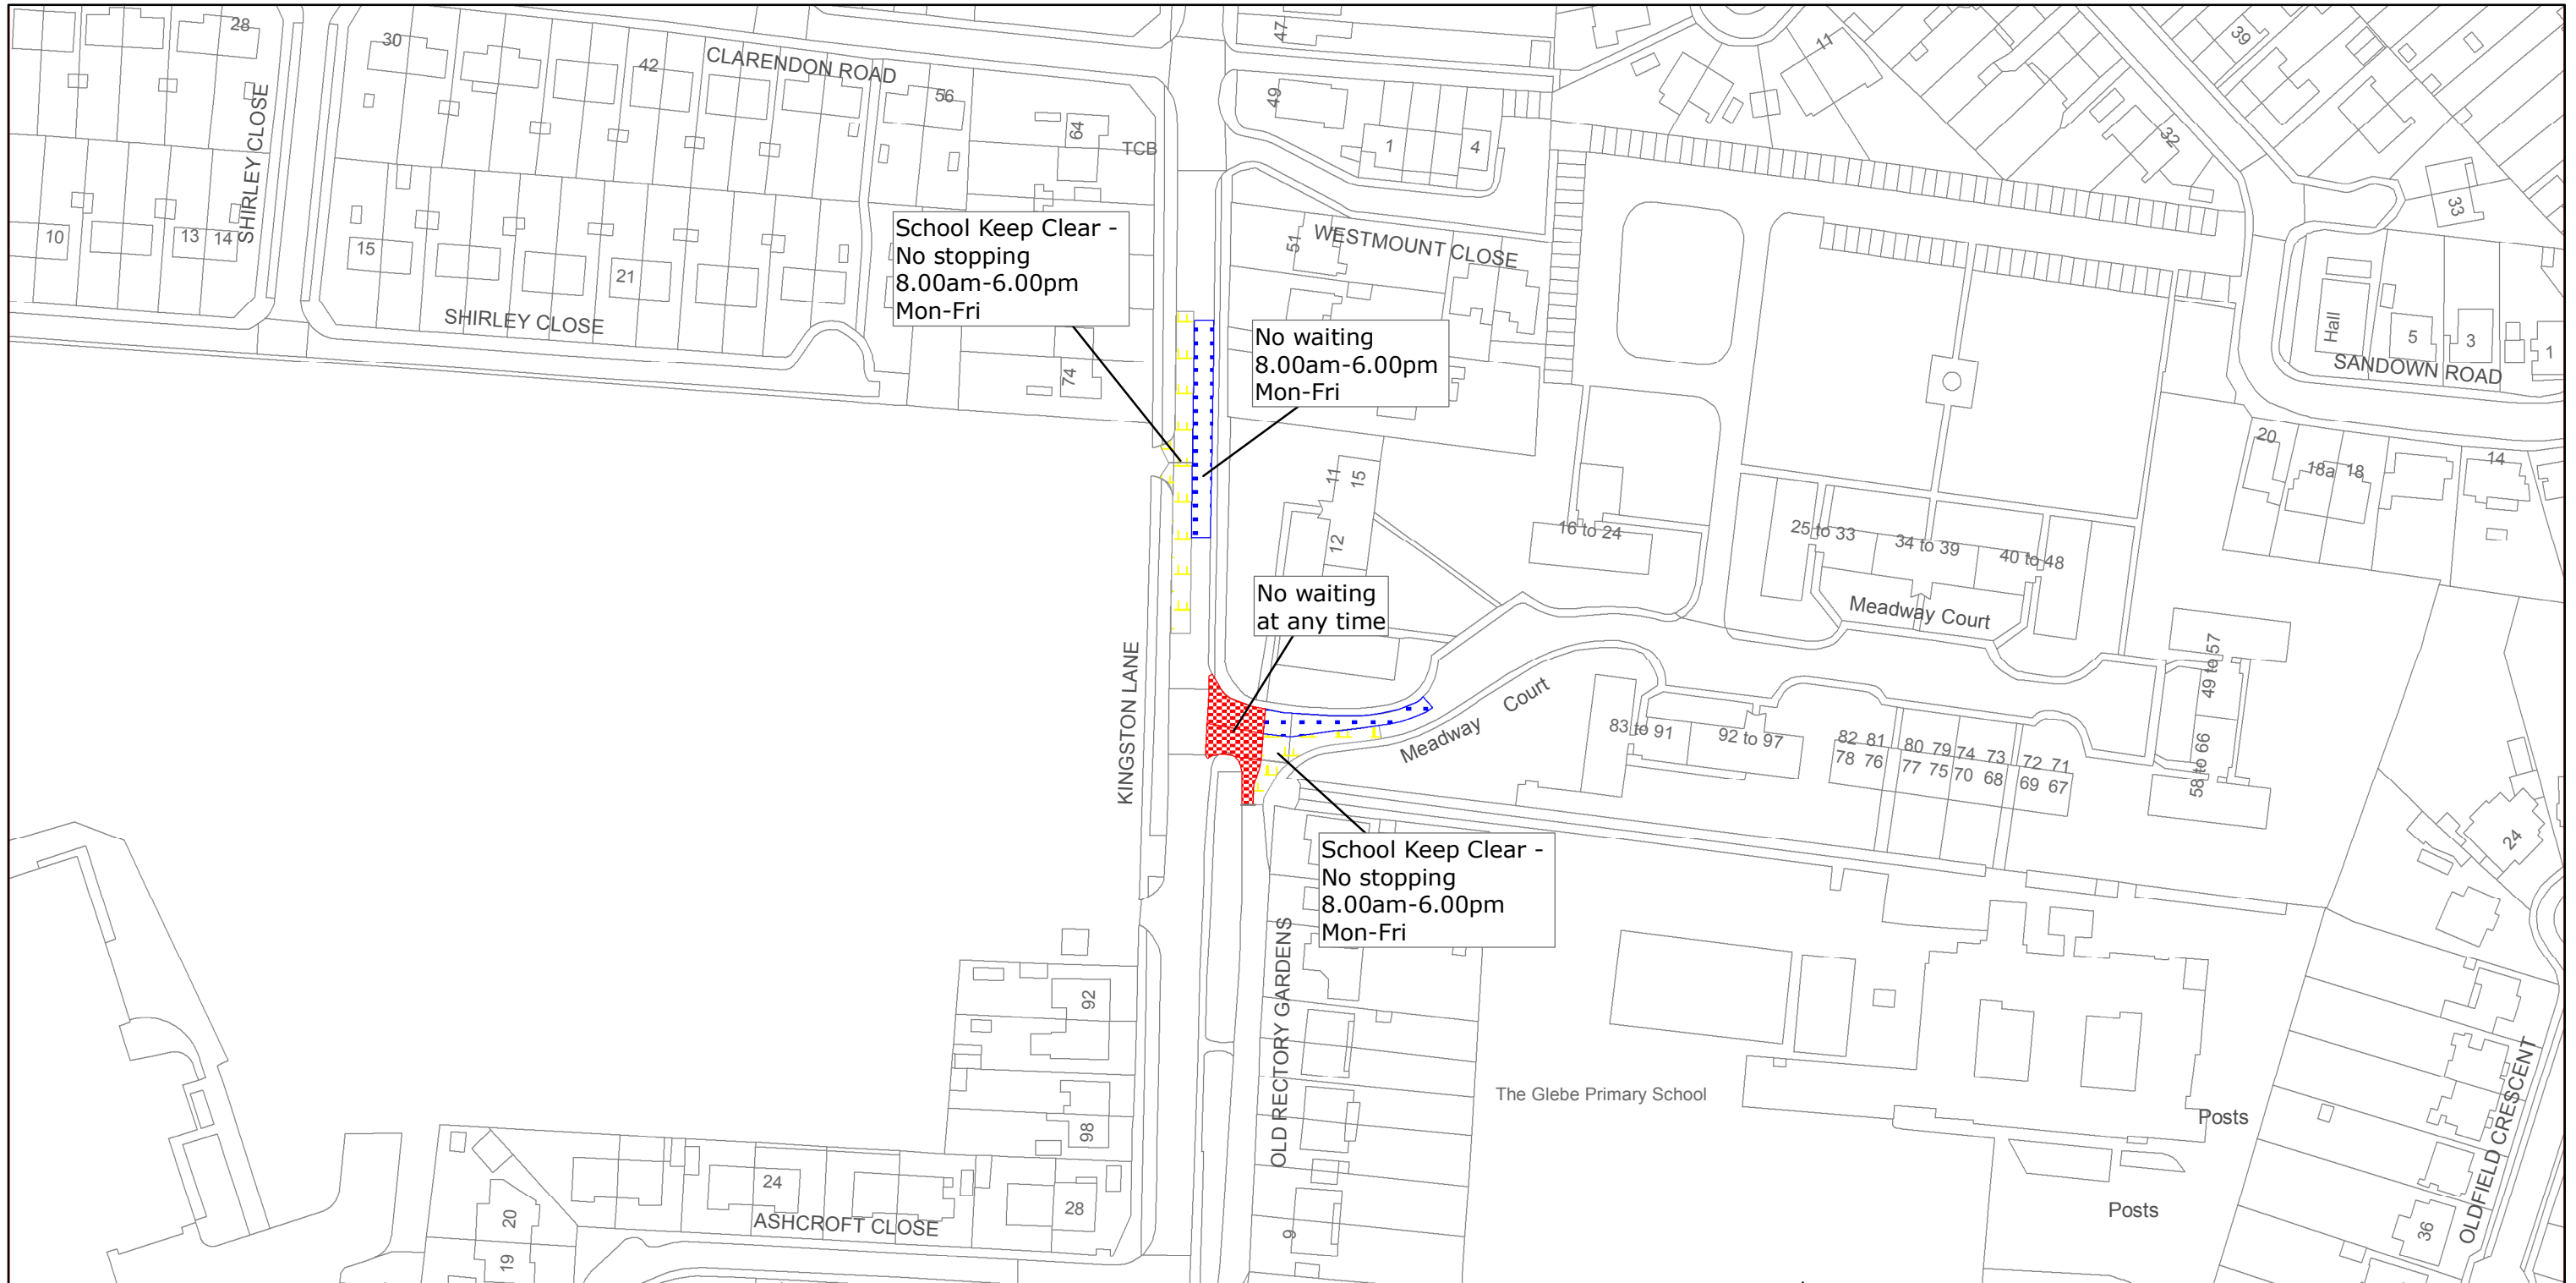 28
30
42
CLARENDON ROAD
56
64
TCB
47
49
1
4
11
39
32
33
SHIRLEY CLOSE
10
13
14
15
21
SHIRLEY CLOSE
School Keep Clear -
No stopping
8.00am-6.00pm
Mon-Fri
51
WESTMOUNT CLOSE
No waiting
8.00am-6.00pm
Mon-Fri
74
Hall
5
3
1
SANDOWN ROAD
20
18a
18
14
11
15
12
16 to 24
25 to 33
34 to 39
40 to 48
Meadway Court
No waiting
at any time
KINGSTON LANE
Meadway Court
83 to 91
92 to 97
82 81
78 76
80 79
77 75
74 73
70 68
72 71
69 67
49 to 57
58 to 66
24
School Keep Clear -
No stopping
8.00am-6.00pm
Mon-Fri
OLD RECTORY GARDENS
92
98
The Glebe Primary School
Posts
Posts
OLDFIELD CRESCENT
36
24
28
20
19
ASHCROFT CLOSE
9